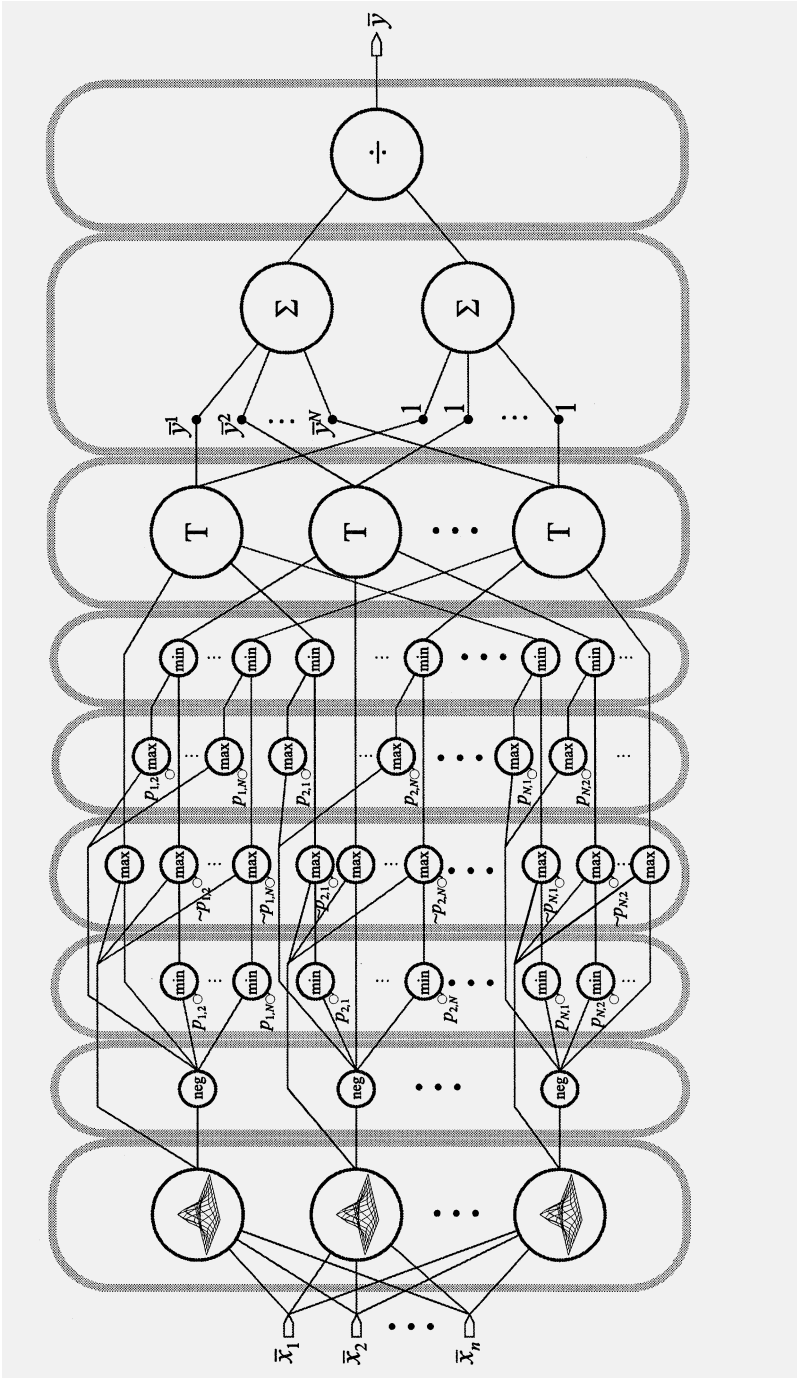 ȳ
÷
Σ Σ
ȳ¹ ȳ² ... ȳᴺ 1 1 ... 1
T T ... T
min ... min min ... min ... min min ...
max ... max max ... max ... max max ...
p₁,₂ p₁,N p₂,₁ p₂,N pN,₁ pN,₂
max max ... max max max ... max ... max max ... max
~p₁,₂ ~p₁,N ~p₂,₁ ~p₂,N ~pN,₁ ~pN,₂
min ... min min ... min ... min min ...
p₁,₂ p₁,N p₂,₁ p₂,N pN,₁ pN,₂
neg neg ... neg
...
x̄₁ x̄₂ ... x̄ₙ